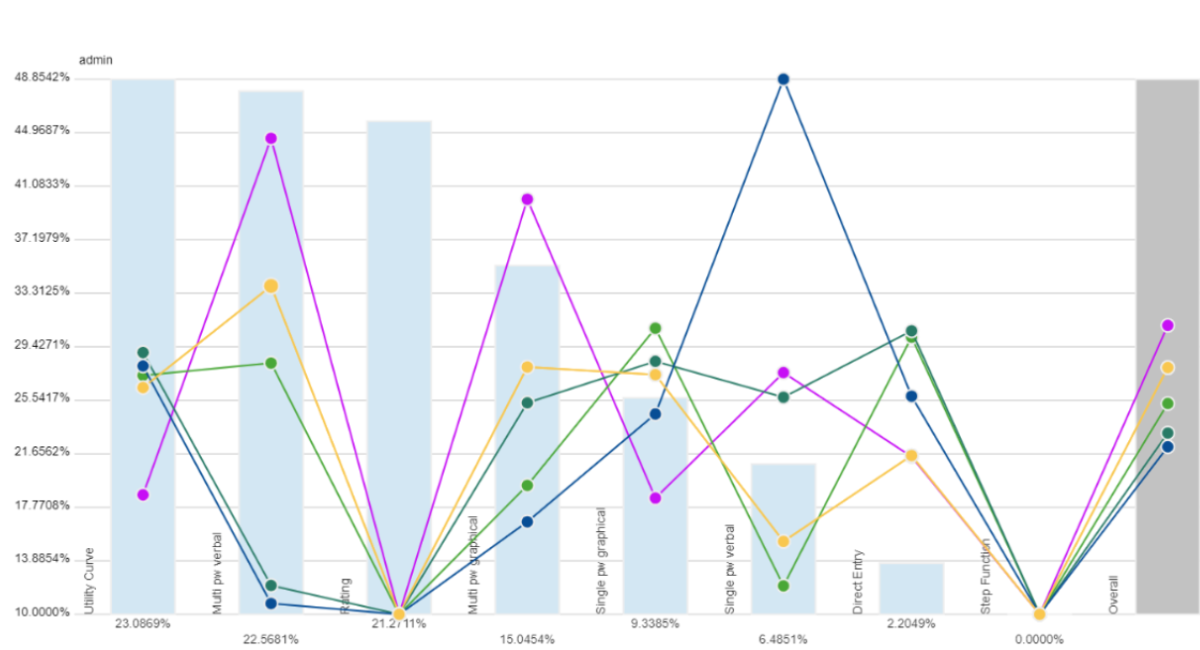 admin
48.8542%
44.9687%
41.0833%
37.1979%
33.3125%
29.4271%
25.5417%
21.6562%
17.7708%
13.8854%
10.0000%
Utility Curve
Multi pw verbal
Rating
Multi pw graphical
Single pw graphical
Single pw verbal
Direct Entry
Step Function
Overall
23.0869%
22.5681%
21.2711%
15.0454%
9.3385%
6.4851%
2.2049%
0.0000%